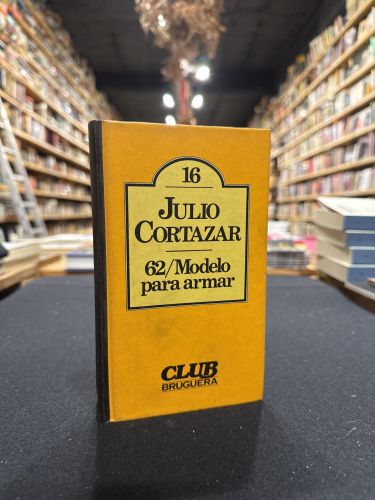 16
JULIO
CORTAZAR
62/Modelo
para armar
CLUB
BRUGUERA